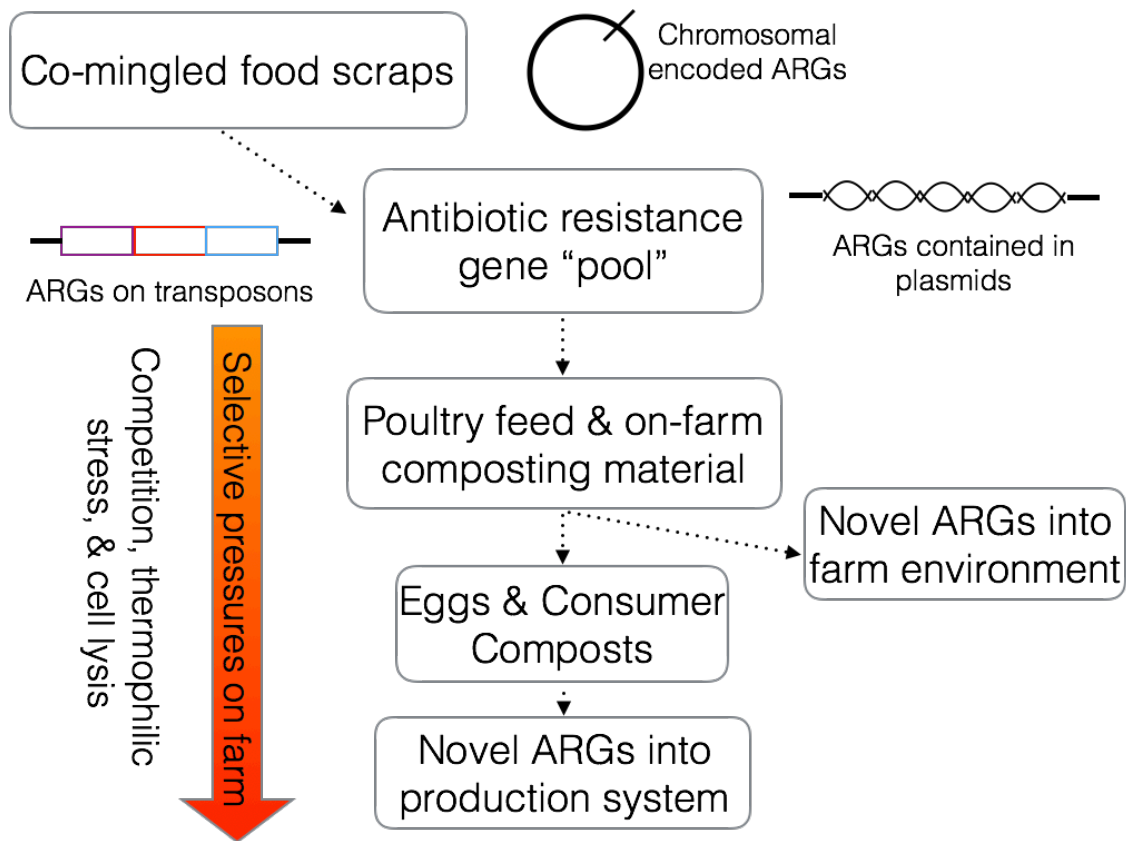 Co-mingled food scraps
Chromosomal
encoded ARGs
Antibiotic resistance
gene “pool”
ARGs contained in
plasmids
ARGs on transposons
Selective pressures on farm
Competition, thermophilic
stress, & cell lysis
Poultry feed & on-farm
composting material
Novel ARGs into
farm environment
Eggs & Consumer
Composts
Novel ARGs into
production system